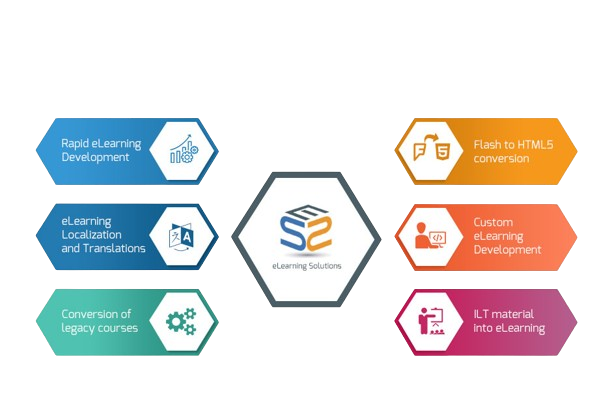 Rapid eLearning
Development
eLearning
Localization
and Translations
Conversion of
legacy courses
eLearning Solutions
Flash to HTML5
conversion
Custom
eLearning
Development
ILT material
into eLearning